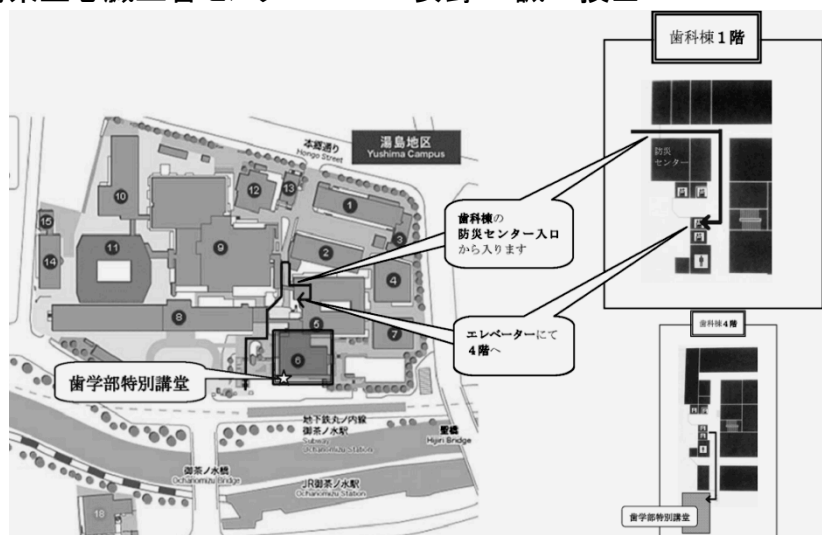 歯科棟1階
湯島地区
Yushima Campus
本郷通り
Hongo Street
防災
センター
10
12
13
1
15
11
9
2
3
14
4
歯科棟の
防災センター入口
から入ります
8
5
7
6
エレベーターにて
4階へ
歯科棟4階
歯学部特別講堂
地下鉄丸ノ内線
御茶ノ水駅
Subway
Ochanomizu Station
聖橋
Hijiri Bridge
御茶ノ水橋
Ochanomizu Bridge
JR御茶ノ水駅
Ochanomizu Station
18
歯学部特別講堂